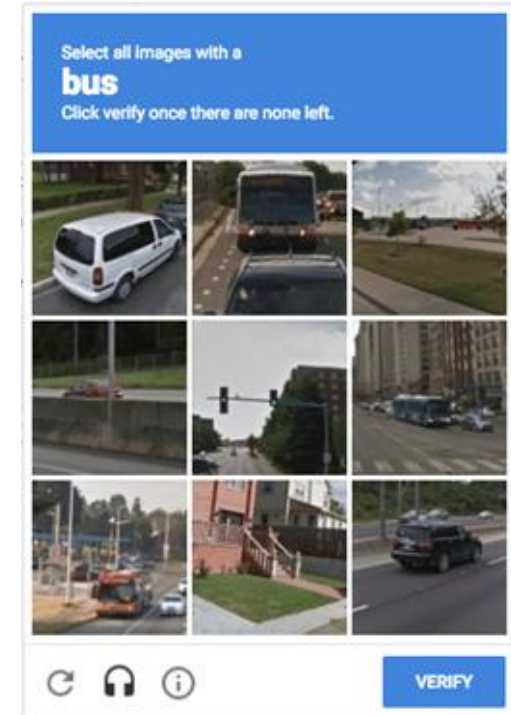 Select all images with a
bus
Click verify once there are none left.
VERIFY